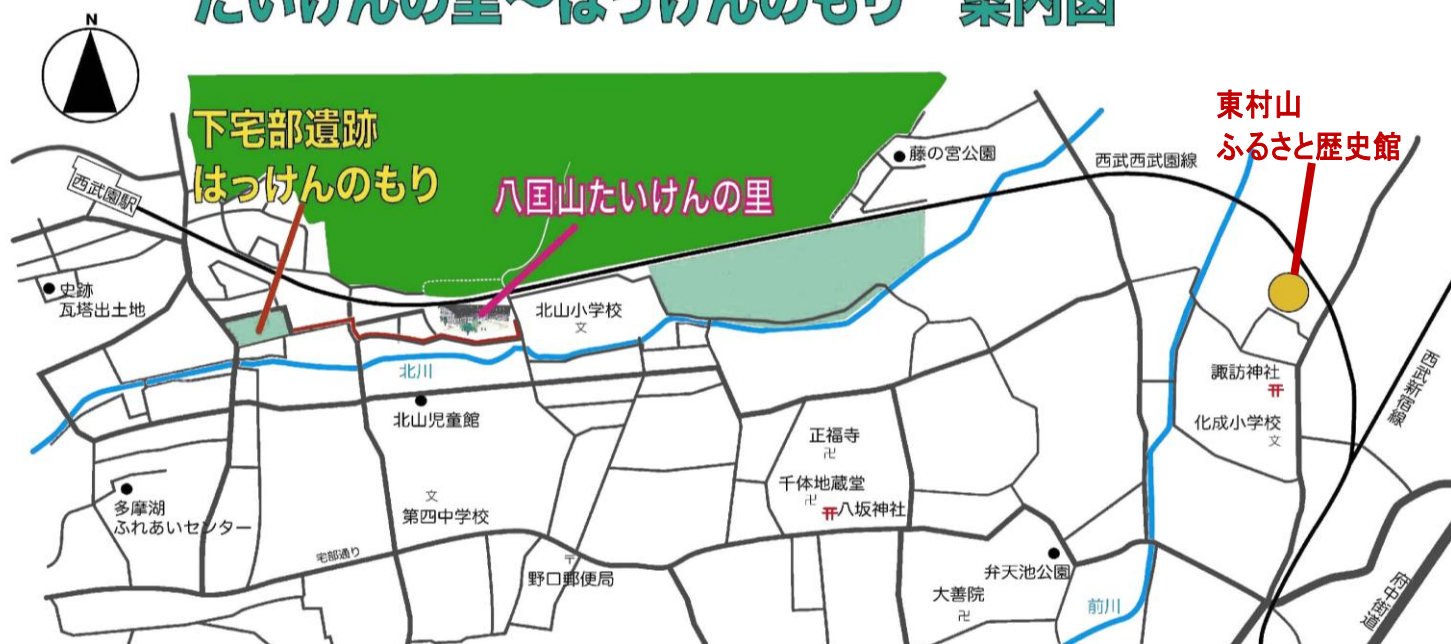 たいけんの里～はっけんのもり 案内図
N
東村山
ふるさと歴史館
下宅部遺跡
はっけんのもり
藤の宮公園
西武西武園線
西武園駅
八国山たいけんの里
史跡
瓦塔出土地
北山小学校
文
北川
西武新宿線
諏訪神社
北山児童館
化成小学校
文
正福寺
卍
千体地蔵堂
卍
八坂神社
多摩湖
ふれあいセンター
文
第四中学校
宅部通り
〒
野口郵便局
弁天池公園
大善院
卍
前川
府中街道